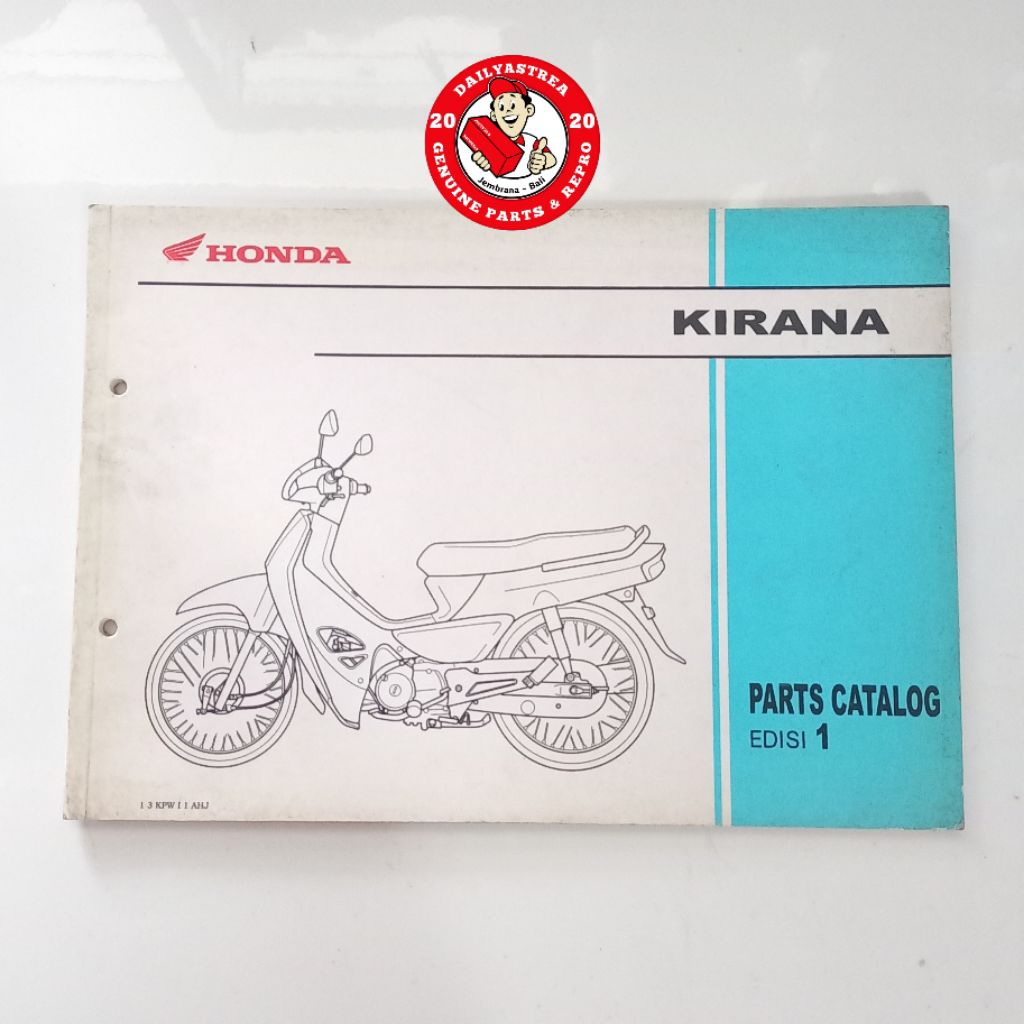 DAILYASTREA
20 20
GENUINE PARTS & REPRO
Jembrana - Bali
HONDA
KIRANA
PARTS CATALOG
EDISI 1
1 3 KPW I 1 AHJ